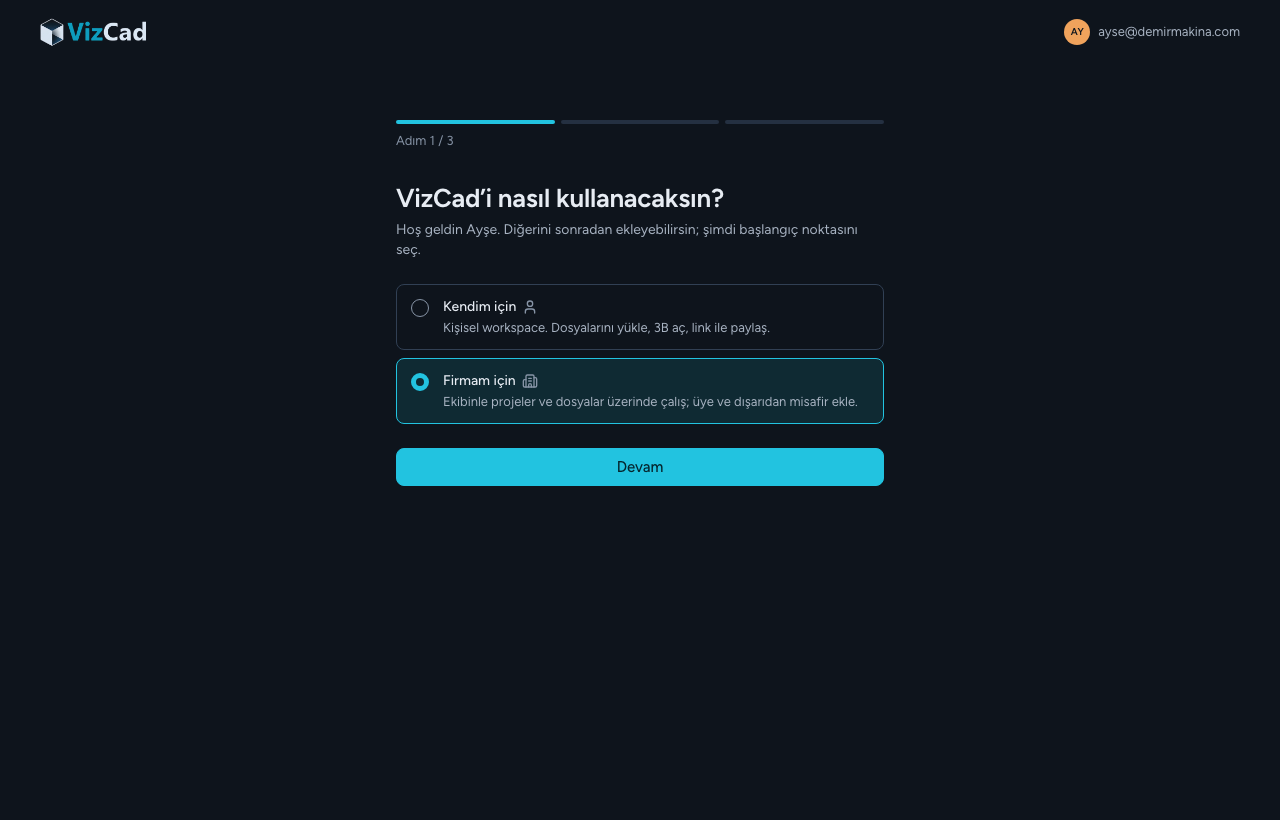 VizCad
AY
ayse@demirmakina.com
Adım 1 / 3
VizCad’i nasıl kullanacaksın?
Hoş geldin Ayşe. Diğerini sonradan ekleyebilirsin; şimdi başlangıç noktasını
seç.
Kendim için
Kişisel workspace. Dosyalarını yükle, 3B aç, link ile paylaş.
Firmam için
Ekibinle projeler ve dosyalar üzerinde çalış; üye ve dışarıdan misafir ekle.
Devam